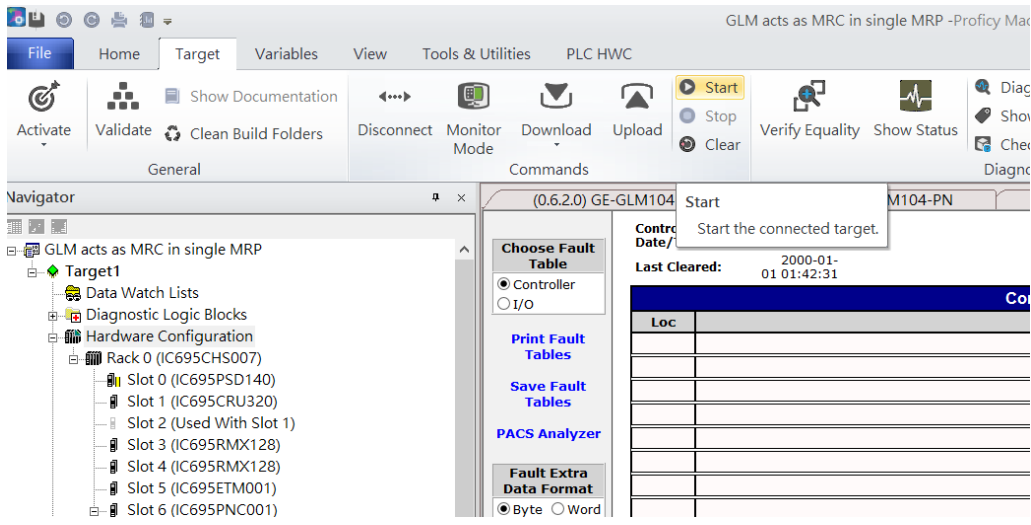 GLM acts as MRC in single MRP -Proficy Mac
File Home Target Variables View Tools & Utilities PLC HWC
Activate
Validate
Show Documentation
Clean Build Folders
General
Disconnect
Monitor
Mode
Download
Upload
Start
Stop
Clear
Commands
Verify Equality
Show Status
Diag
Show
Chec
Diagno
Navigator
GLM acts as MRC in single MRP
Target1
Data Watch Lists
Diagnostic Logic Blocks
Hardware Configuration
Rack 0 (IC695CHS007)
Slot 0 (IC695PSD140)
Slot 1 (IC695CRU320)
Slot 2 (Used With Slot 1)
Slot 3 (IC695RMX128)
Slot 4 (IC695RMX128)
Slot 5 (IC695ETM001)
Slot 6 (IC695PNC001)
(0.6.2.0) GE-GLM104
M104-PN
Start
Start the connected target.
Choose Fault
Table
Controller
I/O
Print Fault
Tables
Save Fault
Tables
PACS Analyzer
Fault Extra
Data Format
Byte Word
Contro
Date/
Last Cleared:
2000-01-
01 01:42:31
Con
Loc